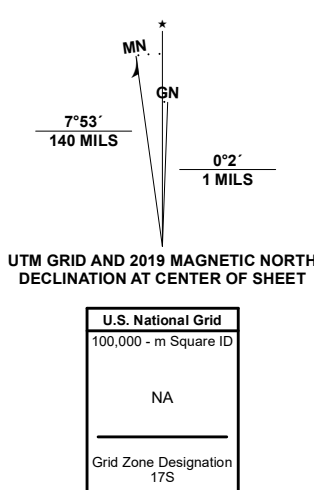 ★
MN
GN
7°53´
140 MILS
0°2´
1 MILS
UTM GRID AND 2019 MAGNETIC NORTH
DECLINATION AT CENTER OF SHEET
U.S. National Grid
100,000 - m Square ID
NA
Grid Zone Designation
17S